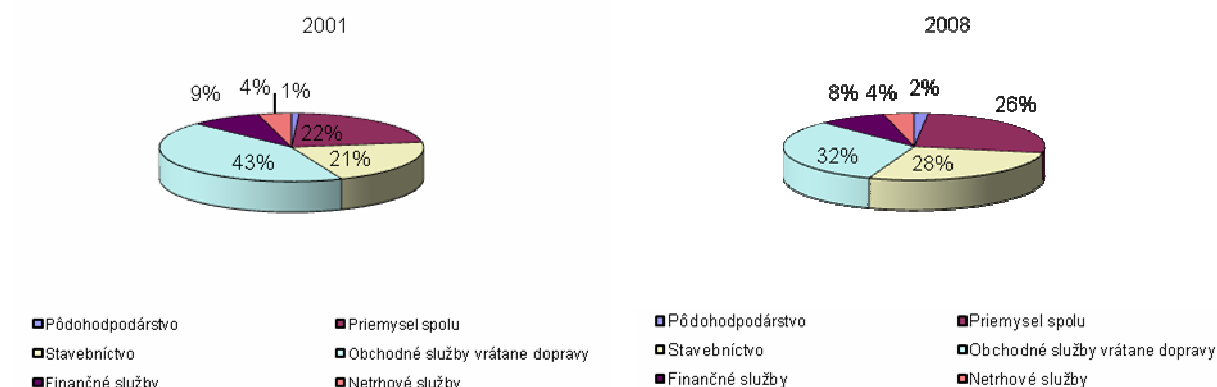 2001
9% 4% 1%
22%
43% 21%
Pôdohodpodárstvo Priemysel spolu
Stavebníctvo Obchodné služby vrátane dopravy
Finančné služby Netrhové služby
2008
8% 4% 2%
26%
32% 28%
Pôdohodpodárstvo Priemysel spolu
Stavebníctvo Obchodné služby vrátane dopravy
Finančné služby Netrhové služby